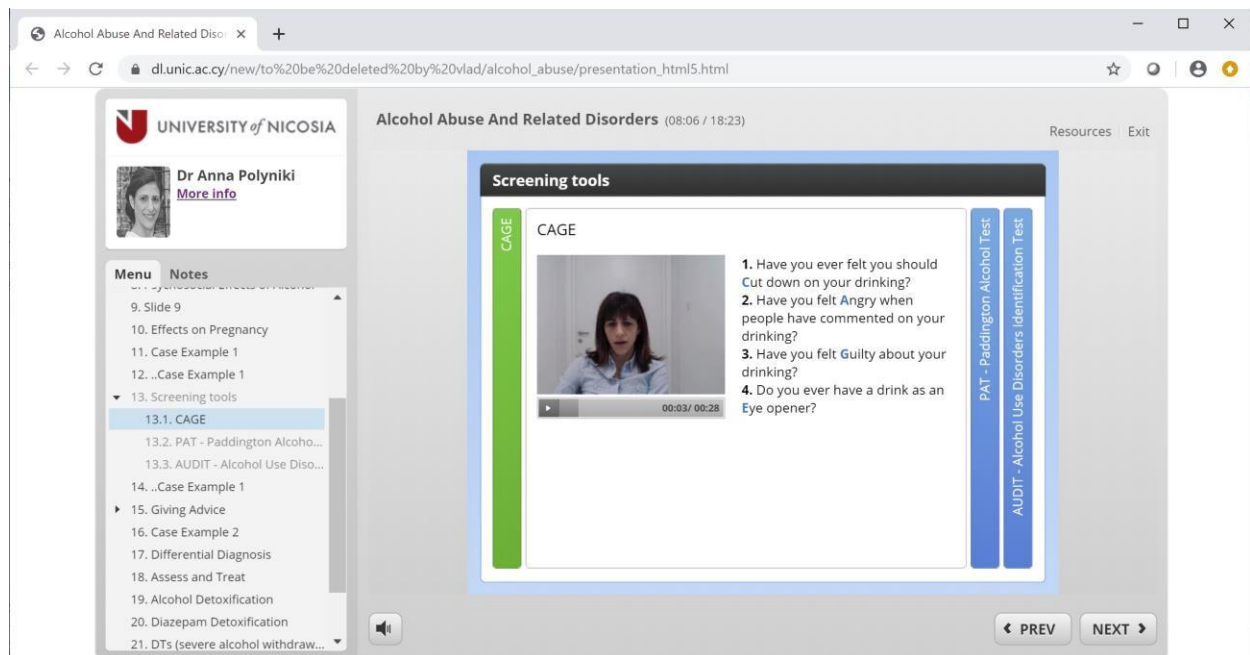 Alcohol Abuse And Related Disor
dl.unic.ac.cy/new/to%20be%20deleted%20by%20vlad/alcohol_abuse/presentation_html5.html
UNIVERSITY of NICOSIA
Dr Anna Polyniki
More info
Menu Notes
9. Slide 9
10. Effects on Pregnancy
11. Case Example 1
12. ..Case Example 1
13. Screening tools
13.1. CAGE
13.2. PAT - Paddington Alcoho...
13.3. AUDIT - Alcohol Use Diso...
14. ..Case Example 1
15. Giving Advice
16. Case Example 2
17. Differential Diagnosis
18. Assess and Treat
19. Alcohol Detoxification
20. Diazepam Detoxification
21. DTs (severe alcohol withdraw...
Alcohol Abuse And Related Disorders (08:06 / 18:23)
Resources Exit
Screening tools
CAGE
CAGE
1. Have you ever felt you should
Cut down on your drinking?
2. Have you felt Angry when
people have commented on your
drinking?
3. Have you felt Guilty about your
drinking?
4. Do you ever have a drink as an
Eye opener?
00:03/ 00:28
PAT - Paddington Alcohol Test
AUDIT - Alcohol Use Disorders Identification Test
PREV
NEXT